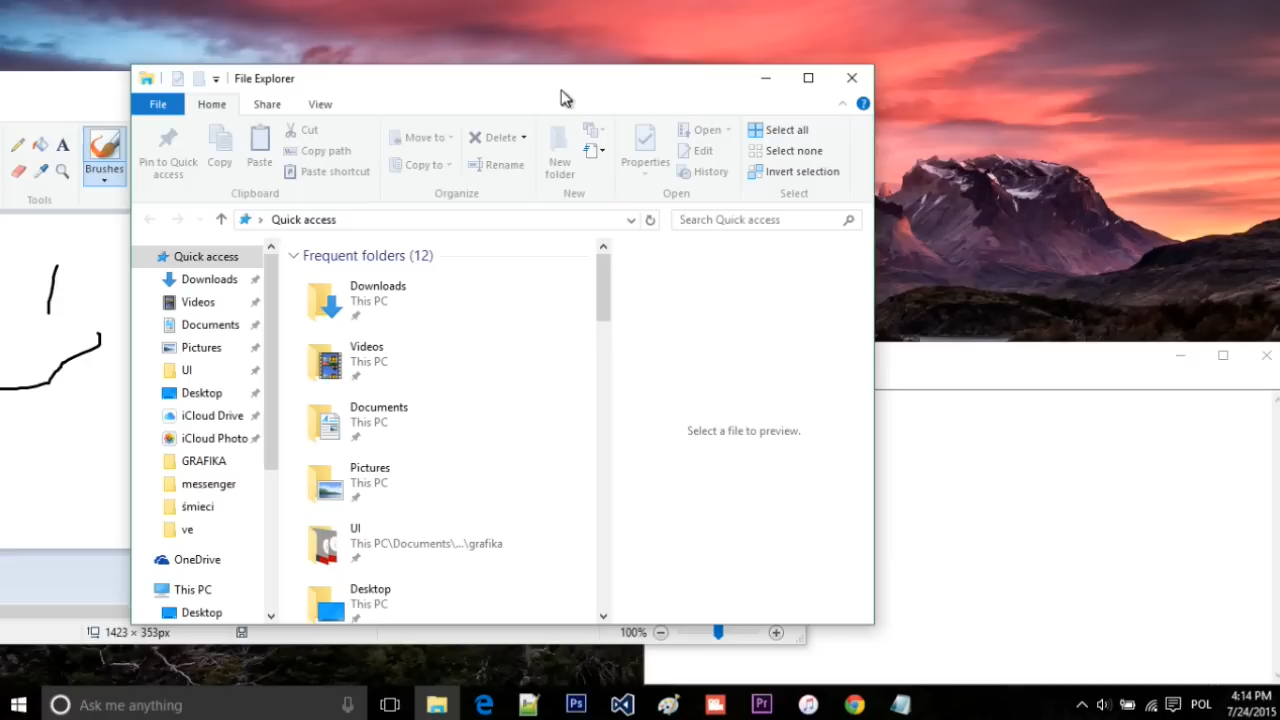 File Explorer
File Home Share View
Pin to Quick access
Copy
Paste
Cut
Copy path
Paste shortcut
Clipboard
Move to
Copy to
Delete
Rename
Organize
New folder
New
Properties
Open
Edit
History
Open
Select all
Select none
Invert selection
Select
Brushes
Tools
Quick access
Search Quick access
Quick access
Downloads
Videos
Documents
Pictures
UI
Desktop
iCloud Drive
iCloud Photo
GRAFIKA
messenger
śmieci
ve
OneDrive
This PC
Desktop
Frequent folders (12)
Downloads
This PC
Videos
This PC
Documents
This PC
Pictures
This PC
UI
This PC\Documents\...\grafika
Desktop
This PC
Select a file to preview.
1423 × 353px
100%
Ask me anything
Ps
Pr
POL
4:14 PM
7/24/2015